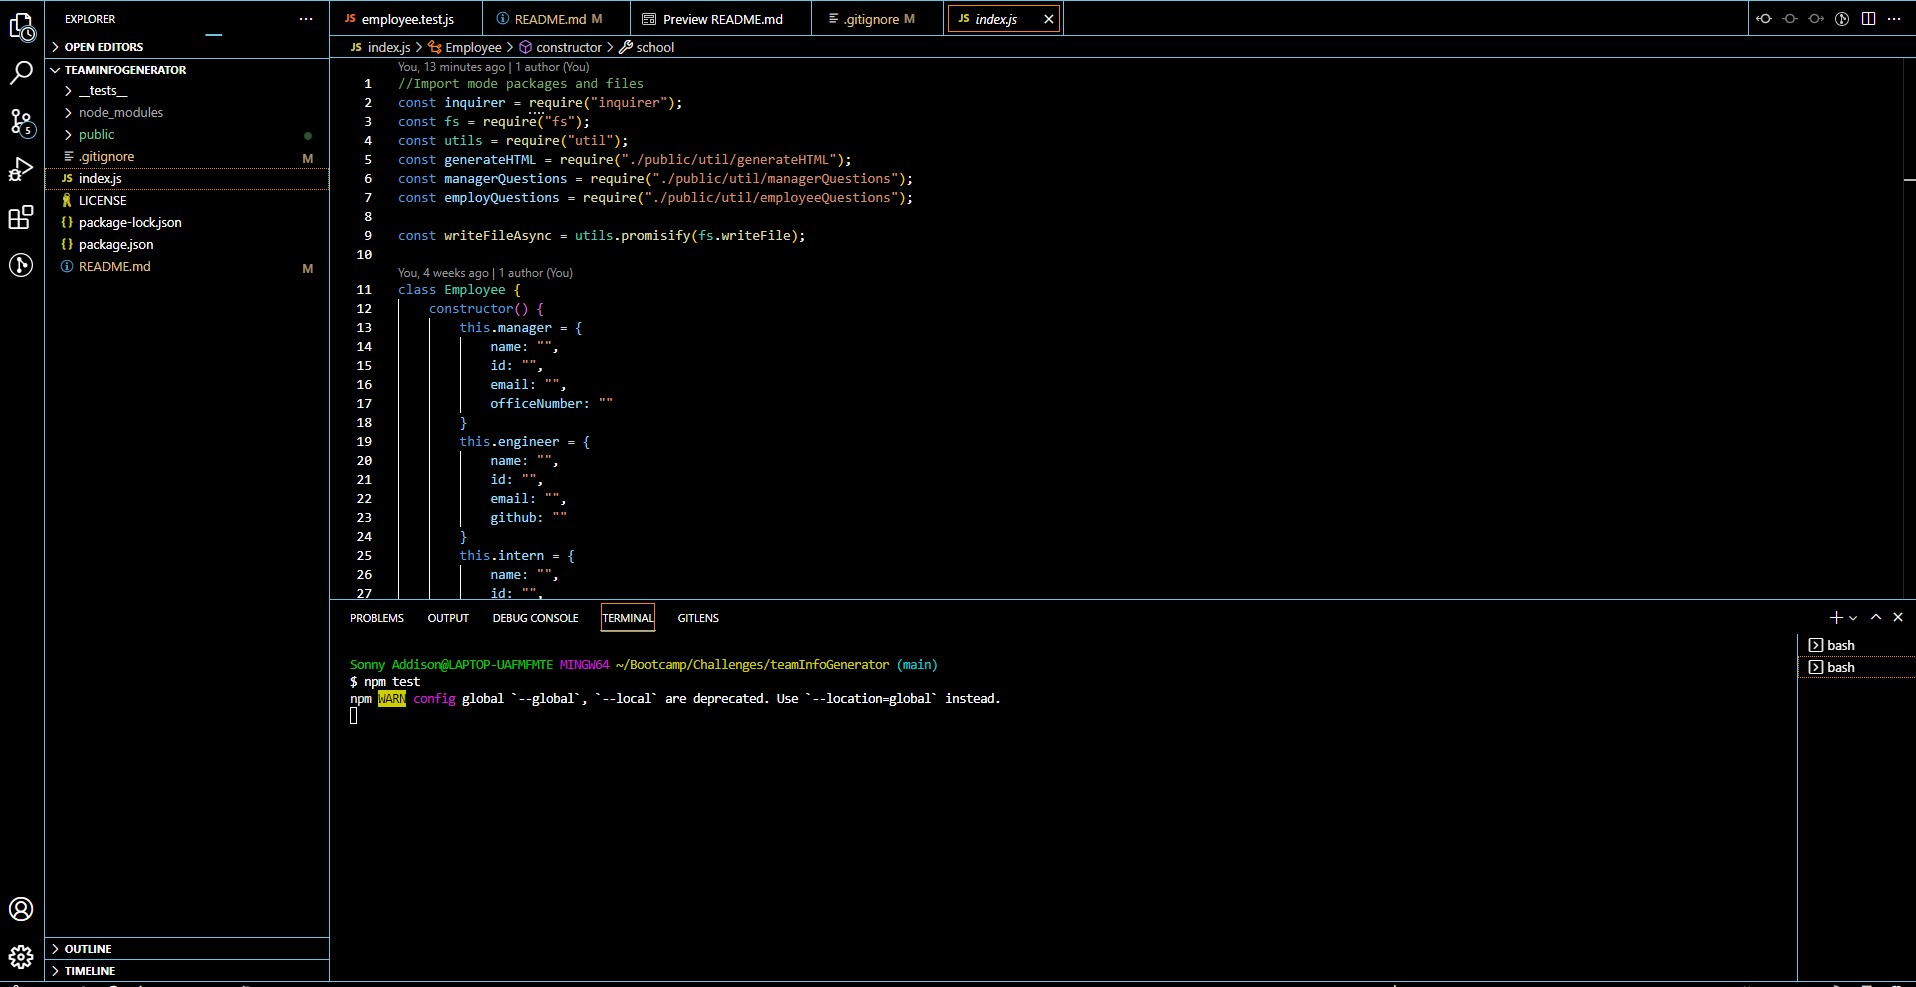 EXPLORER
OPEN EDITORS
TEAMINFOGENERATOR
__tests__
node_modules
public
.gitignore M
JS index.js
LICENSE
{} package-lock.json
{} package.json
README.md M
OUTLINE
TIMELINE
5
JS employee.test.js
README.md M
Preview README.md
.gitignore M
JS index.js
JS index.js > Employee > constructor > school
You, 13 minutes ago | 1 author (You)
1 //Import mode packages and files
2 const inquirer = require("inquirer");
3 const fs = require("fs");
4 const utils = require("util");
5 const generateHTML = require("./public/util/generateHTML");
6 const managerQuestions = require("./public/util/managerQuestions");
7 const employQuestions = require("./public/util/employeeQuestions");
8
9 const writeFileAsync = utils.promisify(fs.writeFile);
10
You, 4 weeks ago | 1 author (You)
11 class Employee {
12 constructor() {
13 this.manager = {
14 name: "",
15 id: "",
16 email: "",
17 officeNumber: ""
18 }
19 this.engineer = {
20 name: "",
21 id: "",
22 email: "",
23 github: ""
24 }
25 this.intern = {
26 name: "",
27 id: "",
PROBLEMS OUTPUT DEBUG CONSOLE TERMINAL GITLENS
Sonny Addison@LAPTOP-UAFMFMTE MINGW64 ~/Bootcamp/Challenges/teamInfoGenerator (main)
$ npm test
npm WARN config global `--global`, `--local` are deprecated. Use `--location=global` instead.
bash
bash